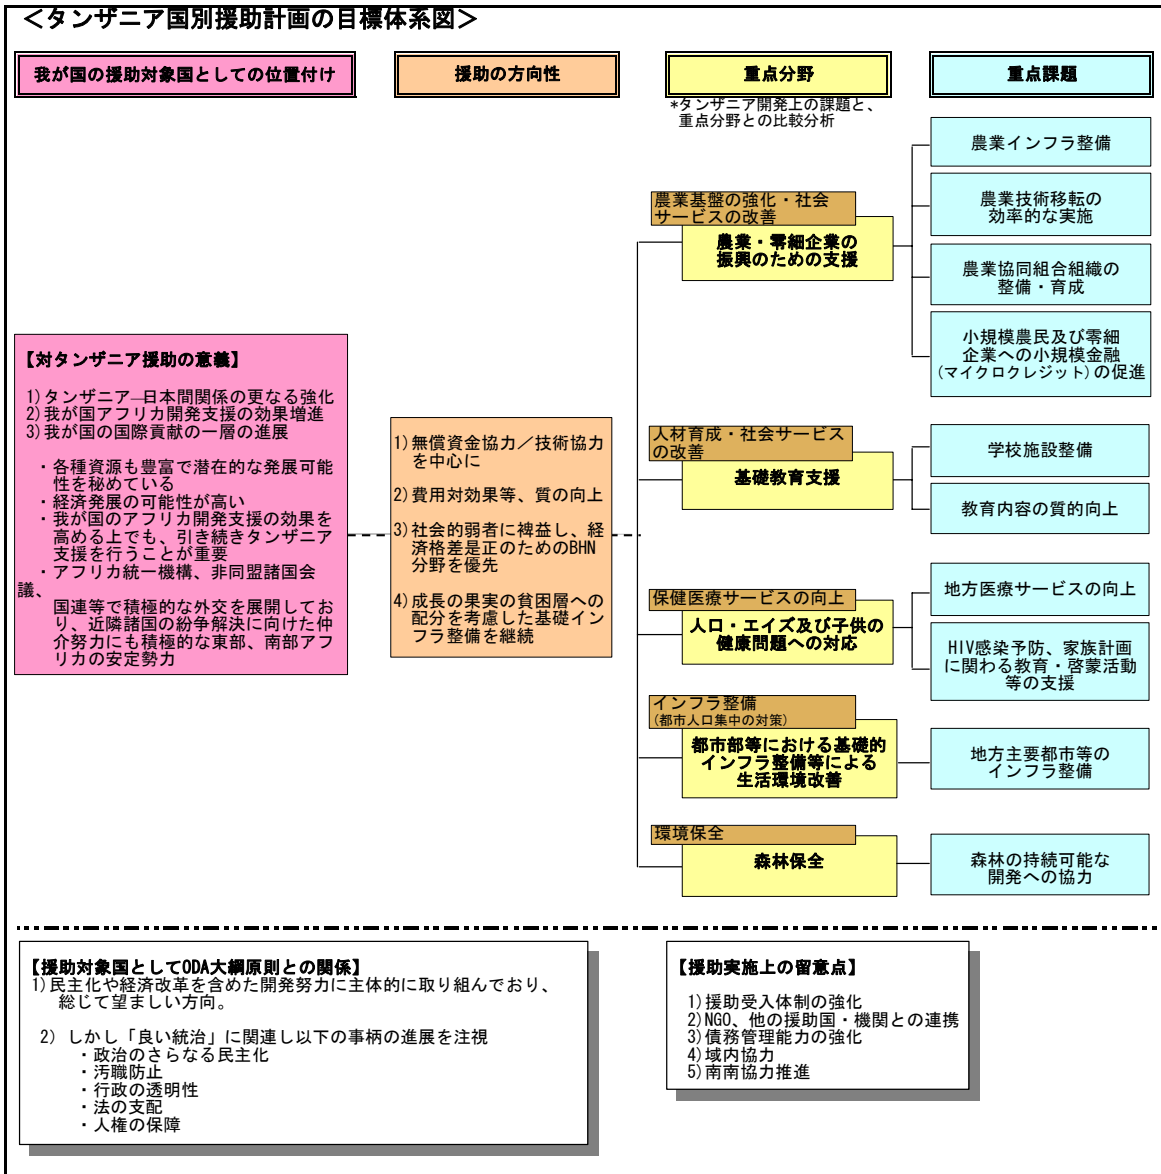 ＜タンザニア国別援助計画の目標体系図＞
我が国の援助対象国としての位置付け
援助の方向性
重点分野
重点課題
*タンザニア開発上の課題と、
重点分野との比較分析
【対タンザニア援助の意義】
1)タンザニア―日本間関係の更なる強化
2)我が国アフリカ開発支援の効果増進
3)我が国の国際貢献の一層の進展
・各種資源も豊富で潜在的な発展可能
性を秘めている
・経済発展の可能性が高い
・我が国のアフリカ開発支援の効果を
高める上でも、引き続きタンザニア
支援を行うことが重要
・アフリカ統一機構、非同盟諸国会
議、
国連等で積極的な外交を展開してお
り、近隣諸国の紛争解決に向けた仲
介努力にも積極的な東部、南部アフ
リカの安定勢力
1)無償資金協力／技術協力
を中心に
2)費用対効果等、質の向上
3)社会的弱者に裨益し、経
済格差是正のためのBHN
分野を優先
4)成長の果実の貧困層への
配分を考慮した基礎イン
フラ整備を継続
農業基盤の強化・社会
サービスの改善
農業・零細企業の
振興のための支援
農業インフラ整備
農業技術移転の
効率的な実施
農業協同組合組織の
整備・育成
小規模農民及び零細
企業への小規模金融
(マイクロクレジット)の促進
人材育成・社会サービス
の改善
基礎教育支援
学校施設整備
教育内容の質的向上
保健医療サービスの向上
人口・エイズ及び子供の
健康問題への対応
地方医療サービスの向上
HIV感染予防、家族計画
に関わる教育・啓蒙活動
等の支援
インフラ整備
(都市人口集中の対策)
都市部等における基礎的
インフラ整備等による
生活環境改善
地方主要都市等の
インフラ整備
環境保全
森林保全
森林の持続可能な
開発への協力
【援助対象国としてODA大綱原則との関係】
1)民主化や経済改革を含めた開発努力に主体的に取り組んでおり、
総じて望ましい方向。
2) しかし「良い統治」に関連し以下の事柄の進展を注視
・政治のさらなる民主化
・汚職防止
・行政の透明性
・法の支配
・人権の保障
【援助実施上の留意点】
1)援助受入体制の強化
2)NGO、他の援助国・機関との連携
3)債務管理能力の強化
4)域内協力
5)南南協力推進